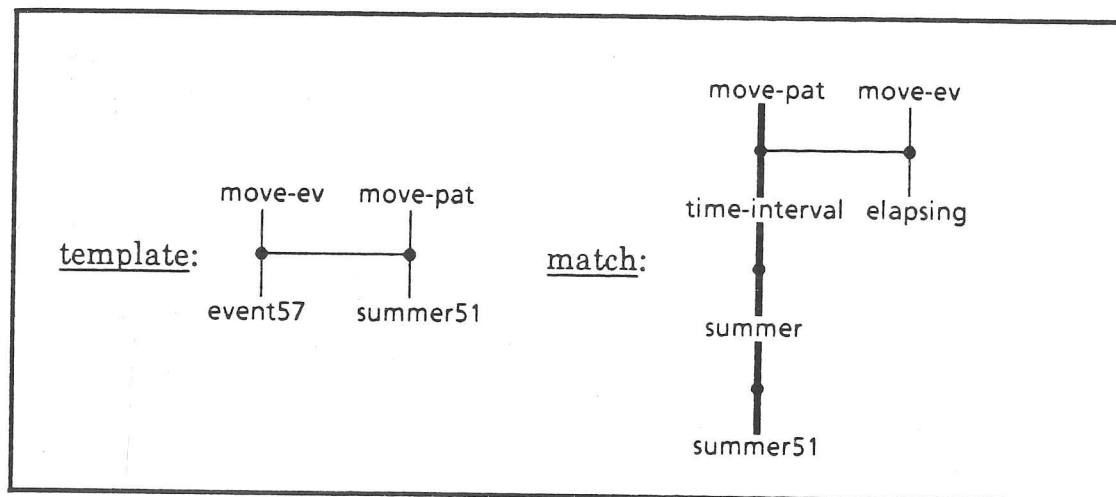 move-pat move-ev
move-ev move-pat
time-interval elapsing
template:
match:
event57 summer51
summer
summer51